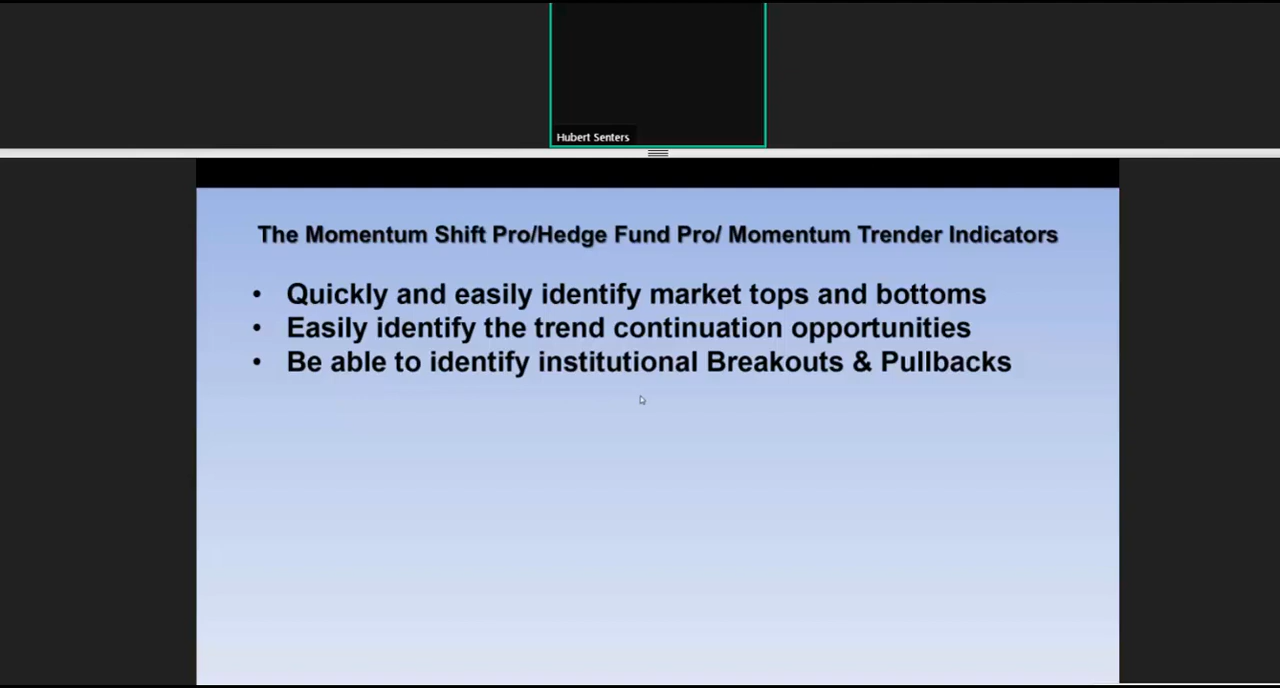 Hubert Senters
The Momentum Shift Pro/Hedge Fund Pro/ Momentum Trender Indicators
• Quickly and easily identify market tops and bottoms
• Easily identify the trend continuation opportunities
• Be able to identify institutional Breakouts & Pullbacks